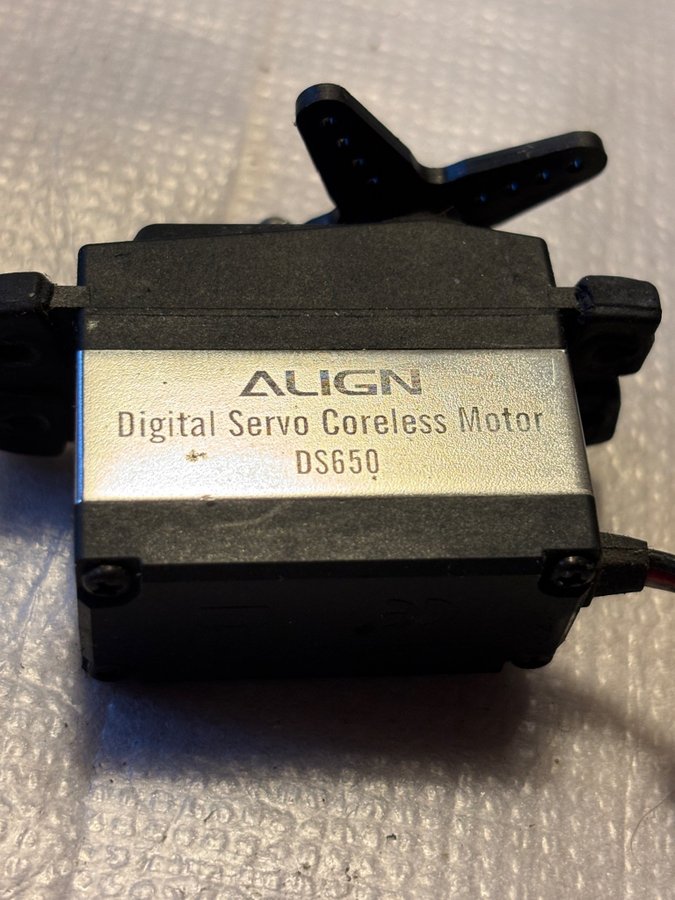 ALIGN
Digital Servo Coreless Motor
DS650